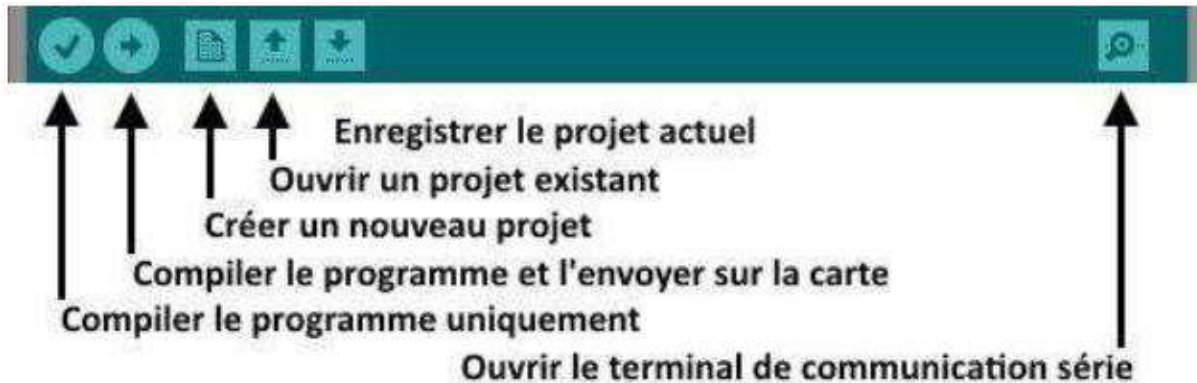 Enregistrer le projet actuel
Ouvrir un projet existant
Créer un nouveau projet
Compiler le programme et l'envoyer sur la carte
Compiler le programme uniquement
Ouvrir le terminal de communication série